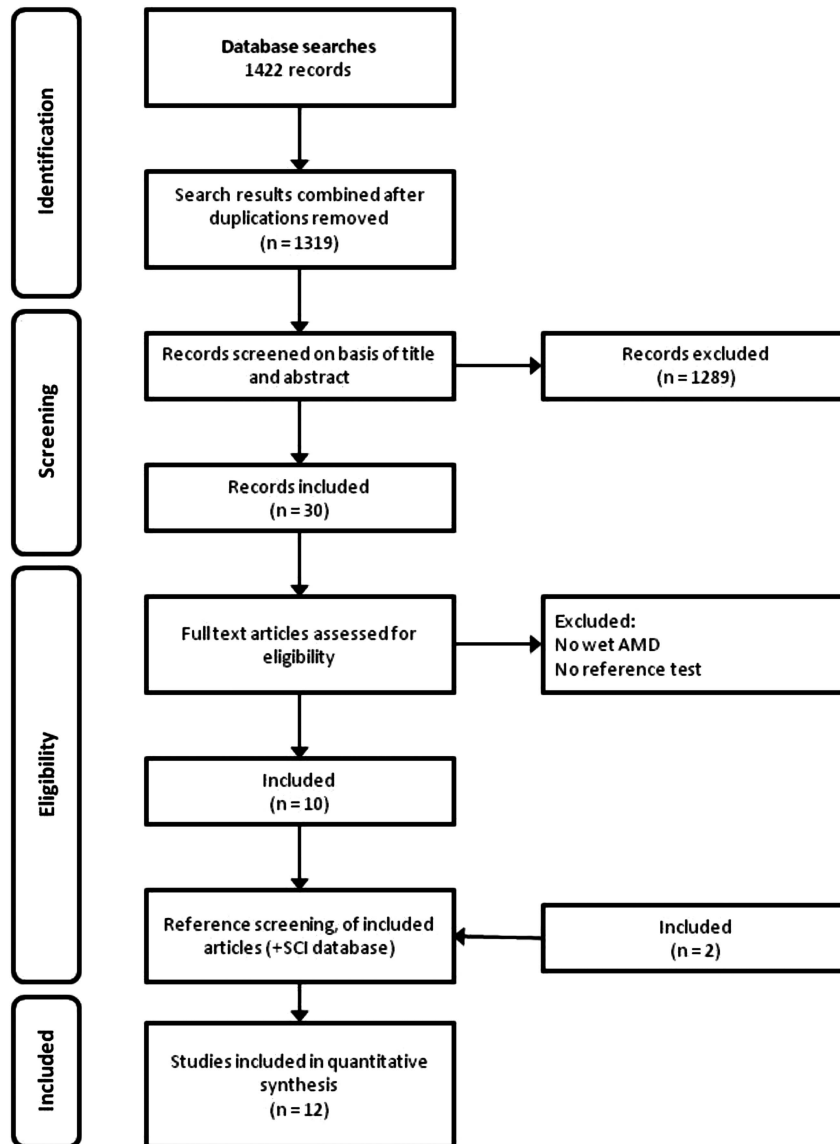 Identification
Database searches
1422 records
Search results combined after
duplications removed
(n = 1319)
Screening
Records screened on basis of title
and abstract
Records excluded
(n = 1289)
Records included
(n = 30)
Eligibility
Full text articles assessed for
eligibility
Excluded:
No wet AMD
No reference test
Included
(n = 10)
Reference screening, of included
articles (+SCI database)
Included
(n = 2)
Included
Studies included in quantitative
synthesis
(n = 12)